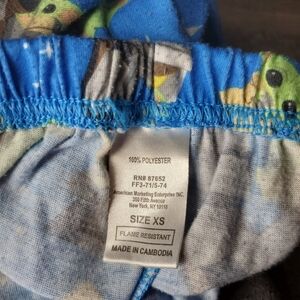 100% POLYESTER
RN# 87652
FF3-71/5-74
American Marketing Enterprise INC.
350 Fifth Avenue
New York, NY 10118
SIZE XS
FLAME RESISTANT
MADE IN CAMBODIA